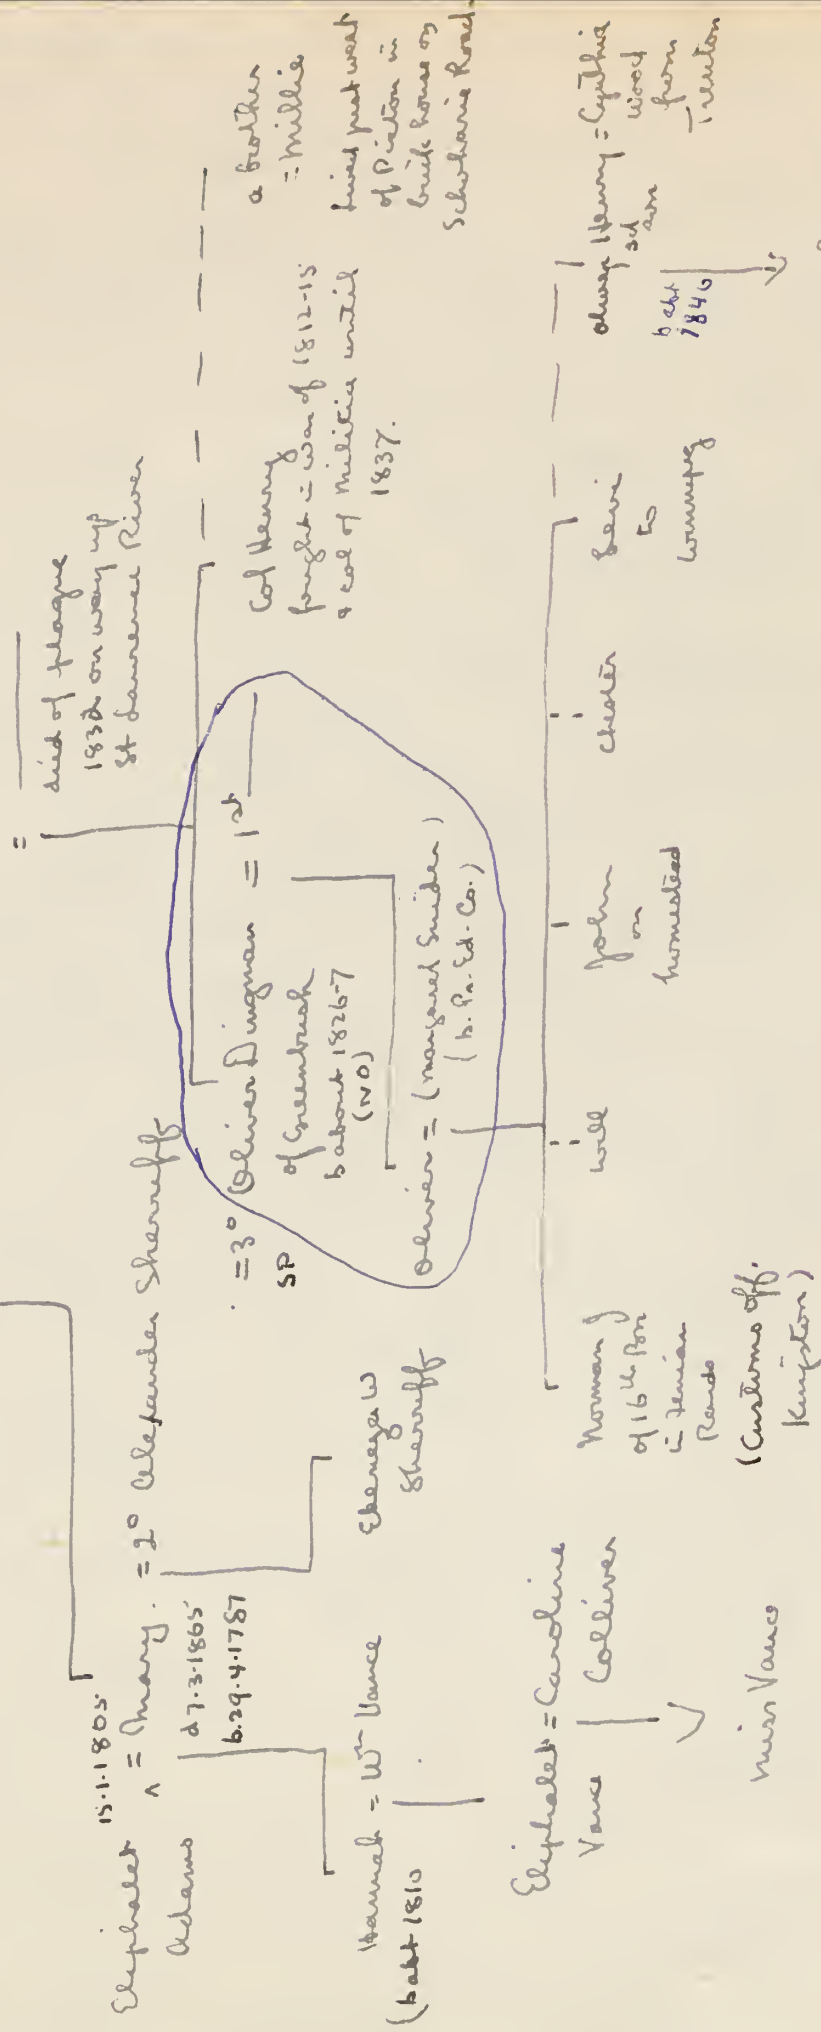 =
died of plague
1832 on way up
St Lawrence River
15.1.1805.
Eliphalet = Mary. = 2° Alexander Sherreff
Adams
d 7.3.1865
b.29.4.1787
= 3° Oliver Dingman = 1st
SP
of Greenbush
b about 1826-7
(NO)
Col Henry
fought in War of 1812-15
& Col of Militia until
1837.
a brother
= Millie
lived just west
of Picton in
brick house on
Schoharie Road
Hannah = Wm Vance
(b abt 1810
Ebenezer W
Sherreff
Oliver = (Margaret Snider)
(b. Pr. Ed. Co.)
Eliphalet = Caroline
Vance Colliver
Miss Vance
Norman J
of 16th Bn
in Fenian
Raids
(Customs Off.
Kingston)
Will
John
on
homestead
Chester
Levi
to
Winnipeg
Henry = Cynthia
3d son
Wood
from
Trenton
b abt
1846